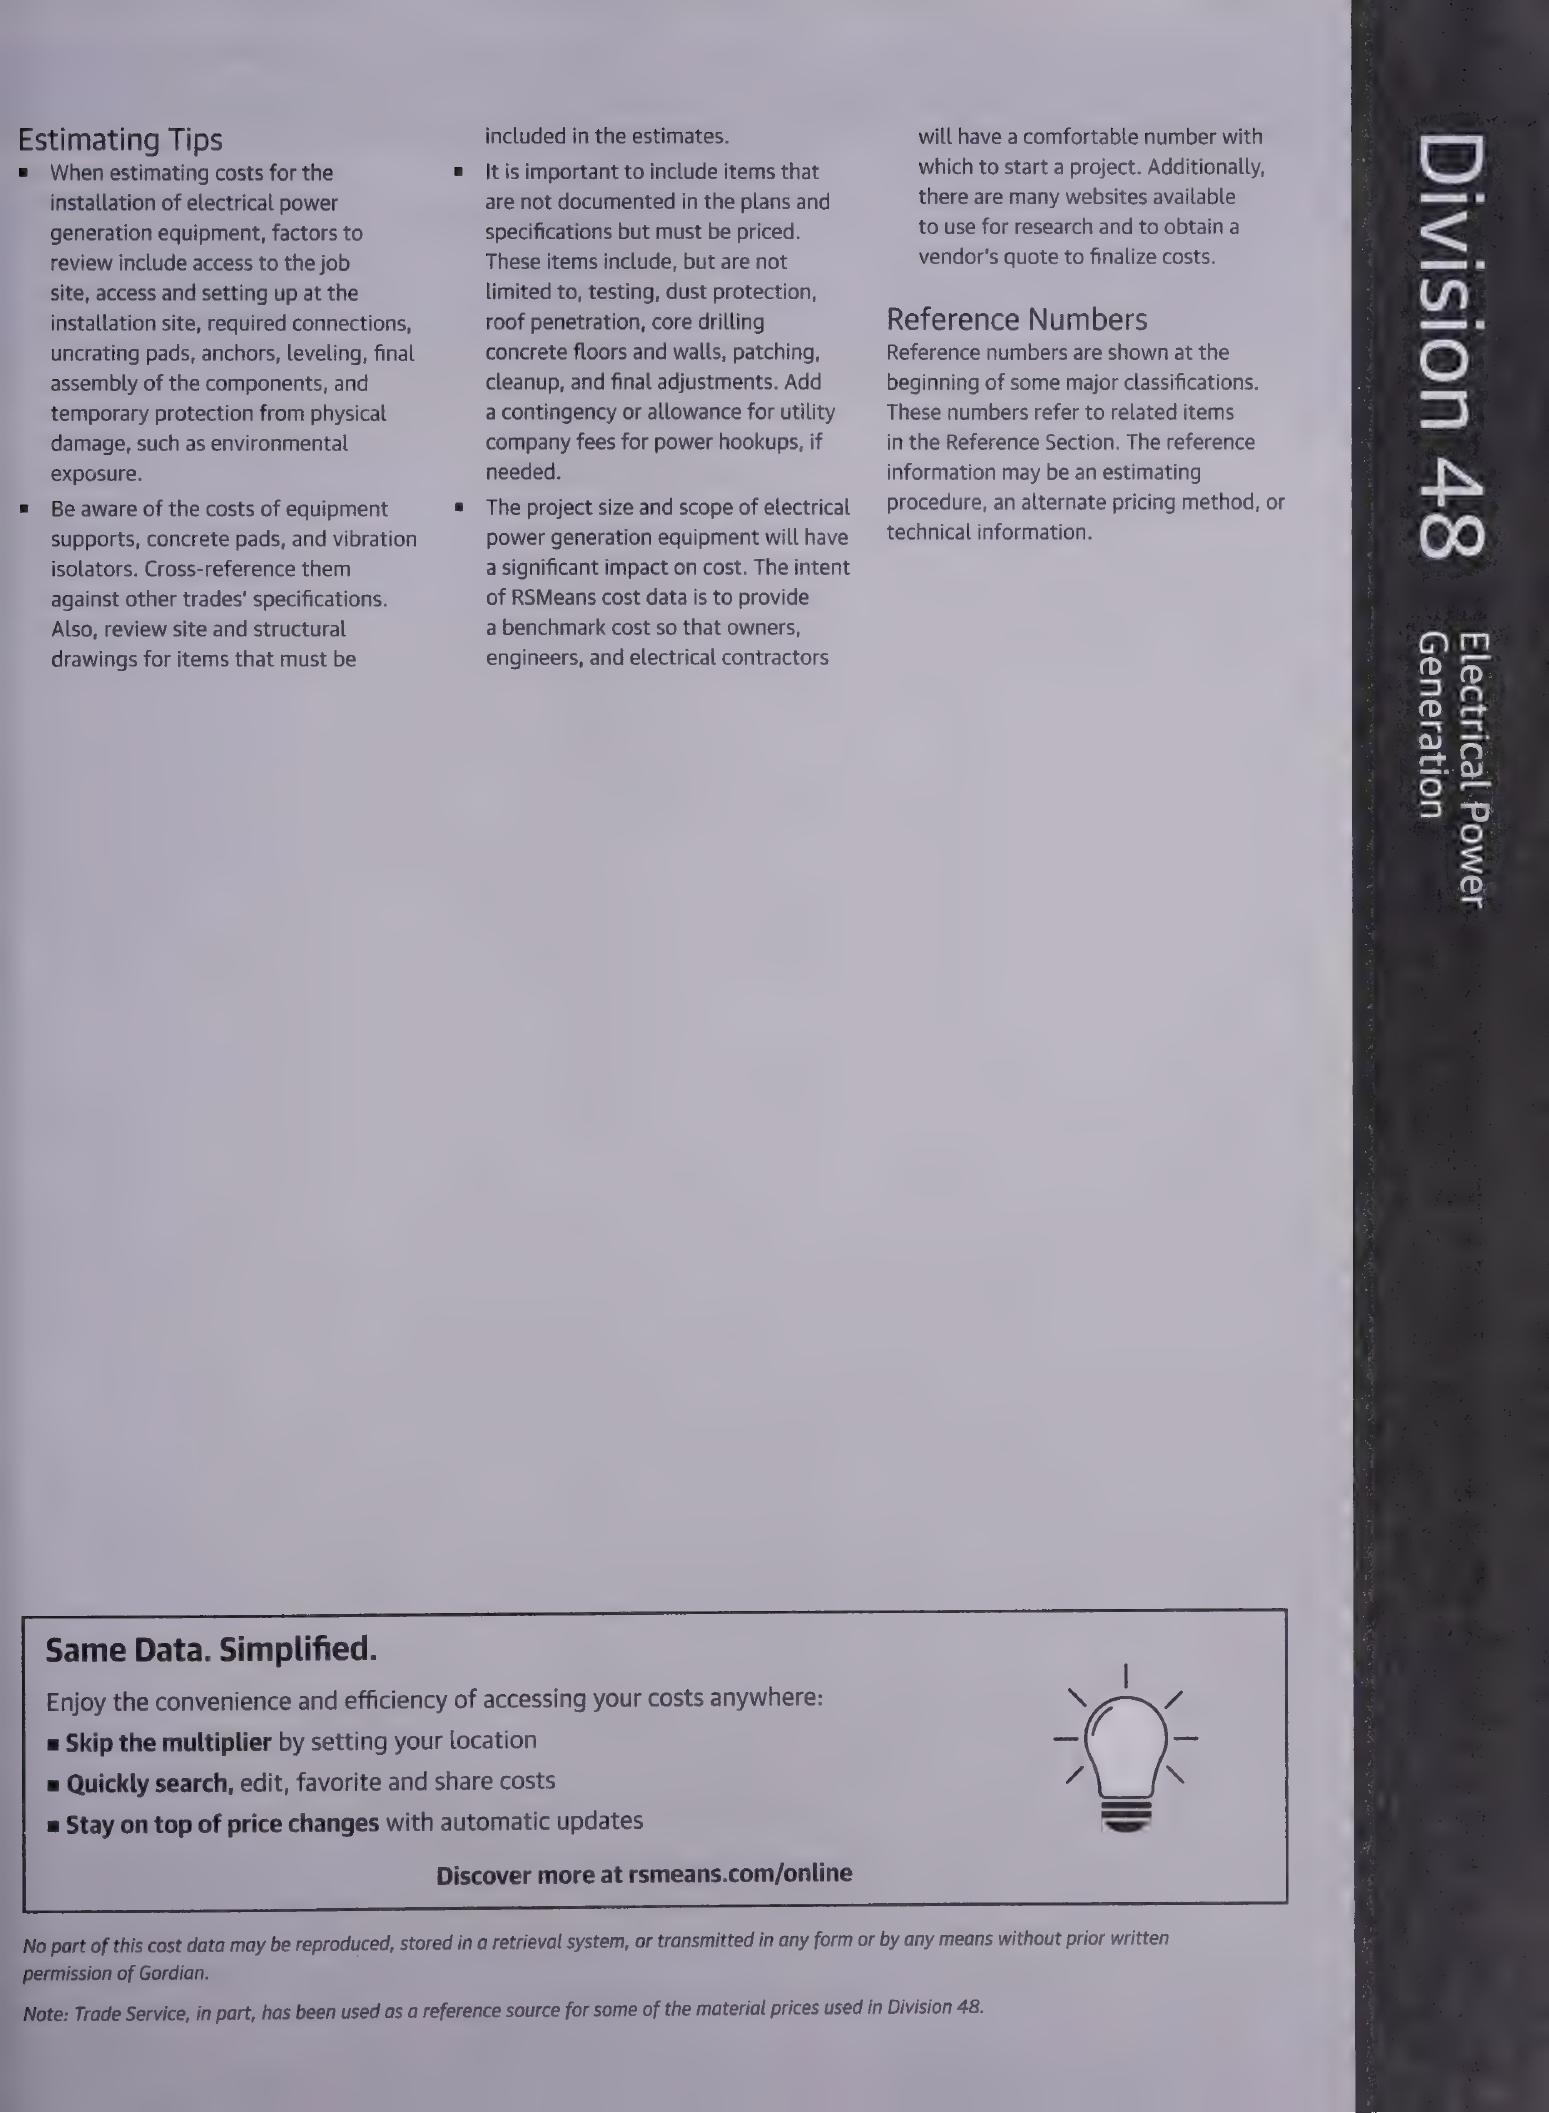 Estimating Tips
▪ When estimating costs for the
installation of electrical power
generation equipment, factors to
review include access to the job
site, access and setting up at the
installation site, required connections,
uncrating pads, anchors, leveling, final
assembly of the components, and
temporary protection from physical
damage, such as environmental
exposure.
▪ Be aware of the costs of equipment
supports, concrete pads, and vibration
isolators. Cross-reference them
against other trades' specifications.
Also, review site and structural
drawings for items that must be
included in the estimates.
▪ It is important to include items that
are not documented in the plans and
specifications but must be priced.
These items include, but are not
limited to, testing, dust protection,
roof penetration, core drilling
concrete floors and walls, patching,
cleanup, and final adjustments. Add
a contingency or allowance for utility
company fees for power hookups, if
needed.
▪ The project size and scope of electrical
power generation equipment will have
a significant impact on cost. The intent
of RSMeans cost data is to provide
a benchmark cost so that owners,
engineers, and electrical contractors
will have a comfortable number with
which to start a project. Additionally,
there are many websites available
to use for research and to obtain a
vendor's quote to finalize costs.
Reference Numbers
Reference numbers are shown at the
beginning of some major classifications.
These numbers refer to related items
in the Reference Section. The reference
information may be an estimating
procedure, an alternate pricing method, or
technical information.
Division 48
Electrical Power
Generation
Same Data. Simplified.
Enjoy the convenience and efficiency of accessing your costs anywhere:
▪ Skip the multiplier by setting your location
▪ Quickly search, edit, favorite and share costs
▪ Stay on top of price changes with automatic updates
Discover more at rsmeans.com/online
No part of this cost data may be reproduced, stored in a retrieval system, or transmitted in any form or by any means without prior written
permission of Gordian.
Note: Trade Service, in part, has been used as a reference source for some of the material prices used in Division 48.